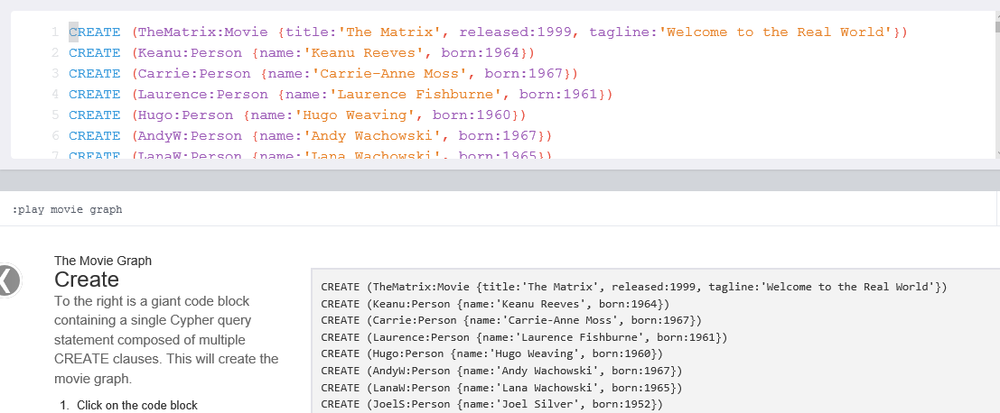 1 CREATE (TheMatrix:Movie {title:'The Matrix', released:1999, tagline:'Welcome to the Real World'})
2 CREATE (Keanu:Person {name:'Keanu Reeves', born:1964})
3 CREATE (Carrie:Person {name:'Carrie-Anne Moss', born:1967})
4 CREATE (Laurence:Person {name:'Laurence Fishburne', born:1961})
5 CREATE (Hugo:Person {name:'Hugo Weaving', born:1960})
6 CREATE (AndyW:Person {name:'Andy Wachowski', born:1967})
7 CREATE (LanaW:Person {name:'Lana Wachowski', born:1965})
:play movie graph
The Movie Graph
Create
To the right is a giant code block
containing a single Cypher query
statement composed of multiple
CREATE clauses. This will create the
movie graph.
1. Click on the code block
CREATE (TheMatrix:Movie {title:'The Matrix', released:1999, tagline:'Welcome to the Real World'})
CREATE (Keanu:Person {name:'Keanu Reeves', born:1964})
CREATE (Carrie:Person {name:'Carrie-Anne Moss', born:1967})
CREATE (Laurence:Person {name:'Laurence Fishburne', born:1961})
CREATE (Hugo:Person {name:'Hugo Weaving', born:1960})
CREATE (AndyW:Person {name:'Andy Wachowski', born:1967})
CREATE (LanaW:Person {name:'Lana Wachowski', born:1965})
CREATE (JoelS:Person {name:'Joel Silver', born:1952})